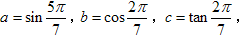 a = sin 5π/7 , b = cos 2π/7 , c = tan 2π/7 ,